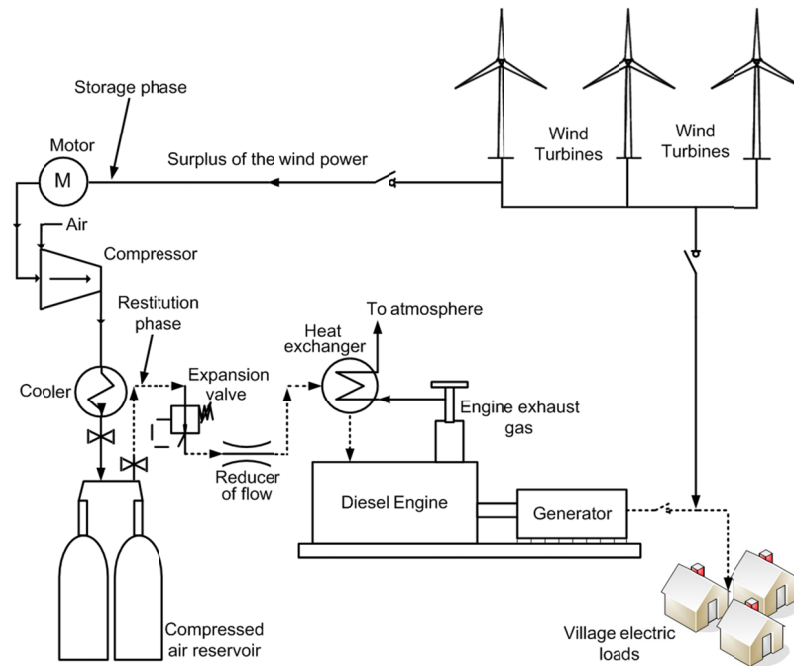 Storage phase
Wind
Turbines
Wind
Turbines
Motor
M
Surplus of the wind power
Air
Compressor
Restitution
phase
To atmosphere
Heat
exchanger
Cooler
Expansion
valve
Engine exhaust
gas
Reducer
of flow
Diesel Engine
Generator
Compressed
air reservoir
Village electric
loads